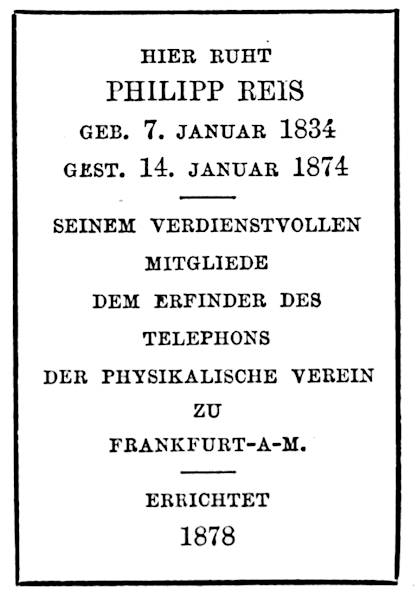 HIER RUHT
PHILIPP REIS
GEB. 7. JANUAR 1834
GEST. 14. JANUAR 1874
SEINEM VERDIENSTVOLLEN
MITGLIEDE
DEM ERFINDER DES
TELEPHONS
DER PHYSIKALISCHE VEREIN
ZU
FRANKFURT-A-M.
ERRICHTET
1878